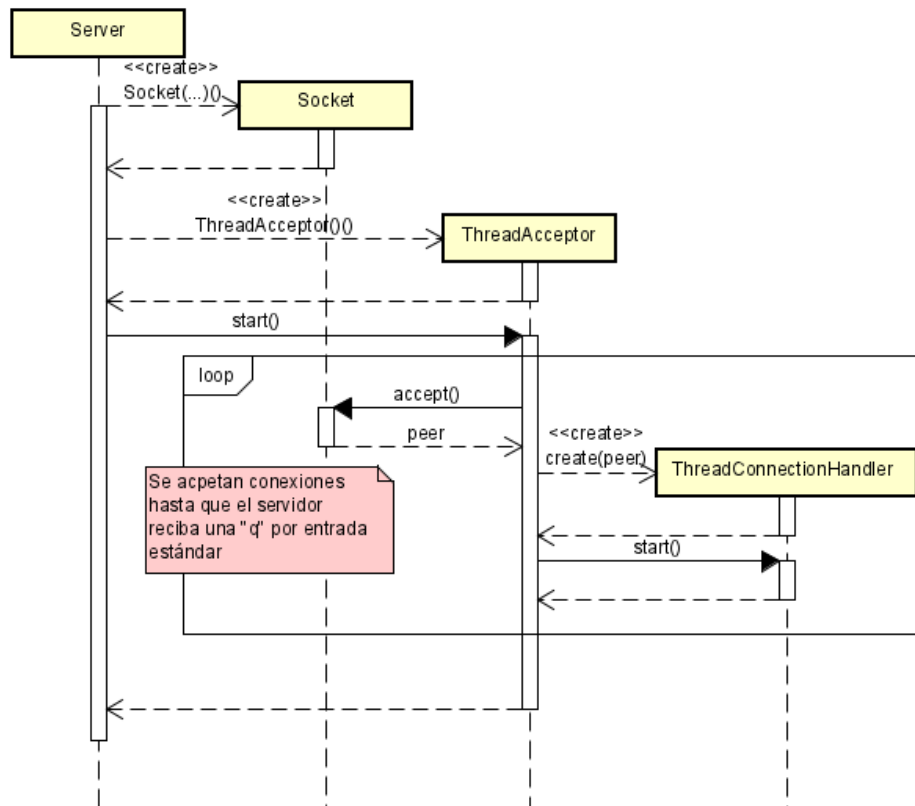 Server
<<create>>
Socket(...)()
Socket
<<create>>
ThreadAcceptor()()
ThreadAcceptor
start()
loop
accept()
peer
<<create>>
create(peer)
ThreadConnectionHandler
Se acpetan conexiones
hasta que el servidor
reciba una "q" por entrada
estándar
start()